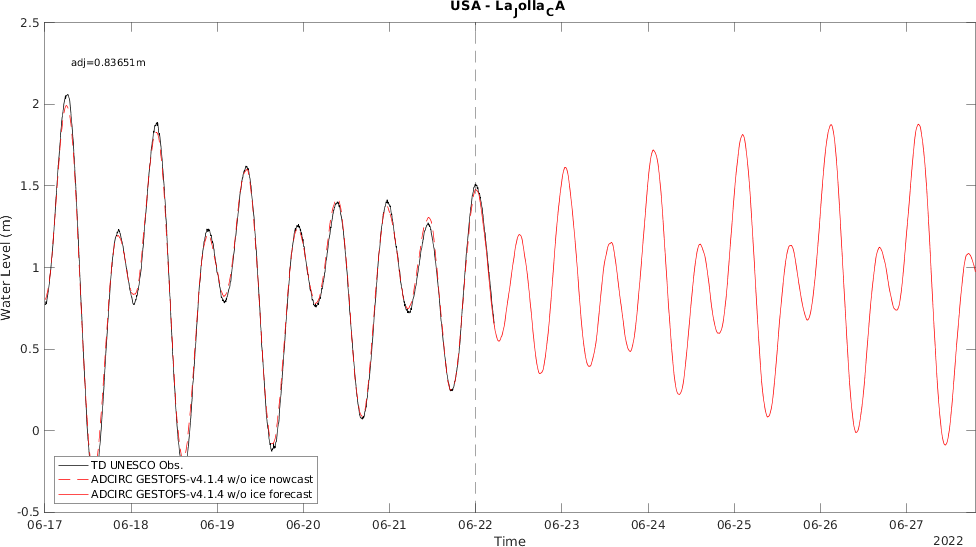 USA - LaJollaCA
adj=0.83651m
2.5
2
1.5
1
0.5
0
-0.5
Water Level (m)
TD UNESCO Obs.
ADCIRC GESTOFS-v4.1.4 w/o ice nowcast
ADCIRC GESTOFS-v4.1.4 w/o ice forecast
06-17 06-18 06-19 06-20 06-21 06-22 06-23 06-24 06-25 06-26 06-27
Time
2022